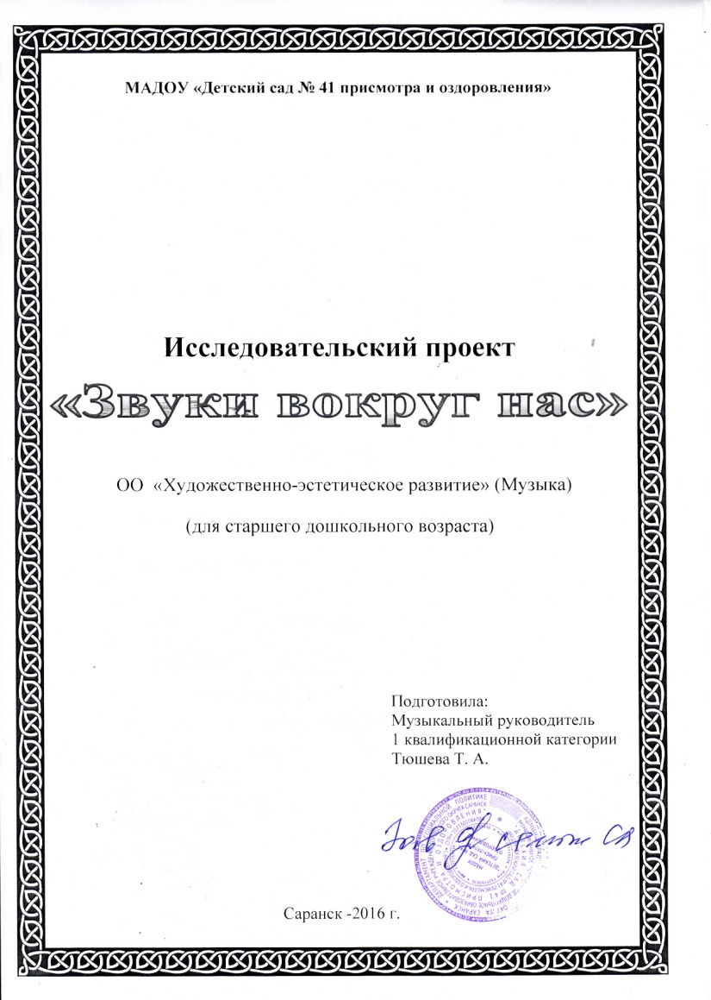 МАДОУ «Детский сад № 41 присмотра и оздоровления»
Исследовательский проект
«Звуки вокруг нас»
ОО «Художественно-эстетическое развитие» (Музыка)
(для старшего дошкольного возраста)
Подготовила:
Музыкальный руководитель
1 квалификационной категории
Тюшева Т. А.
Саранск -2016 г.